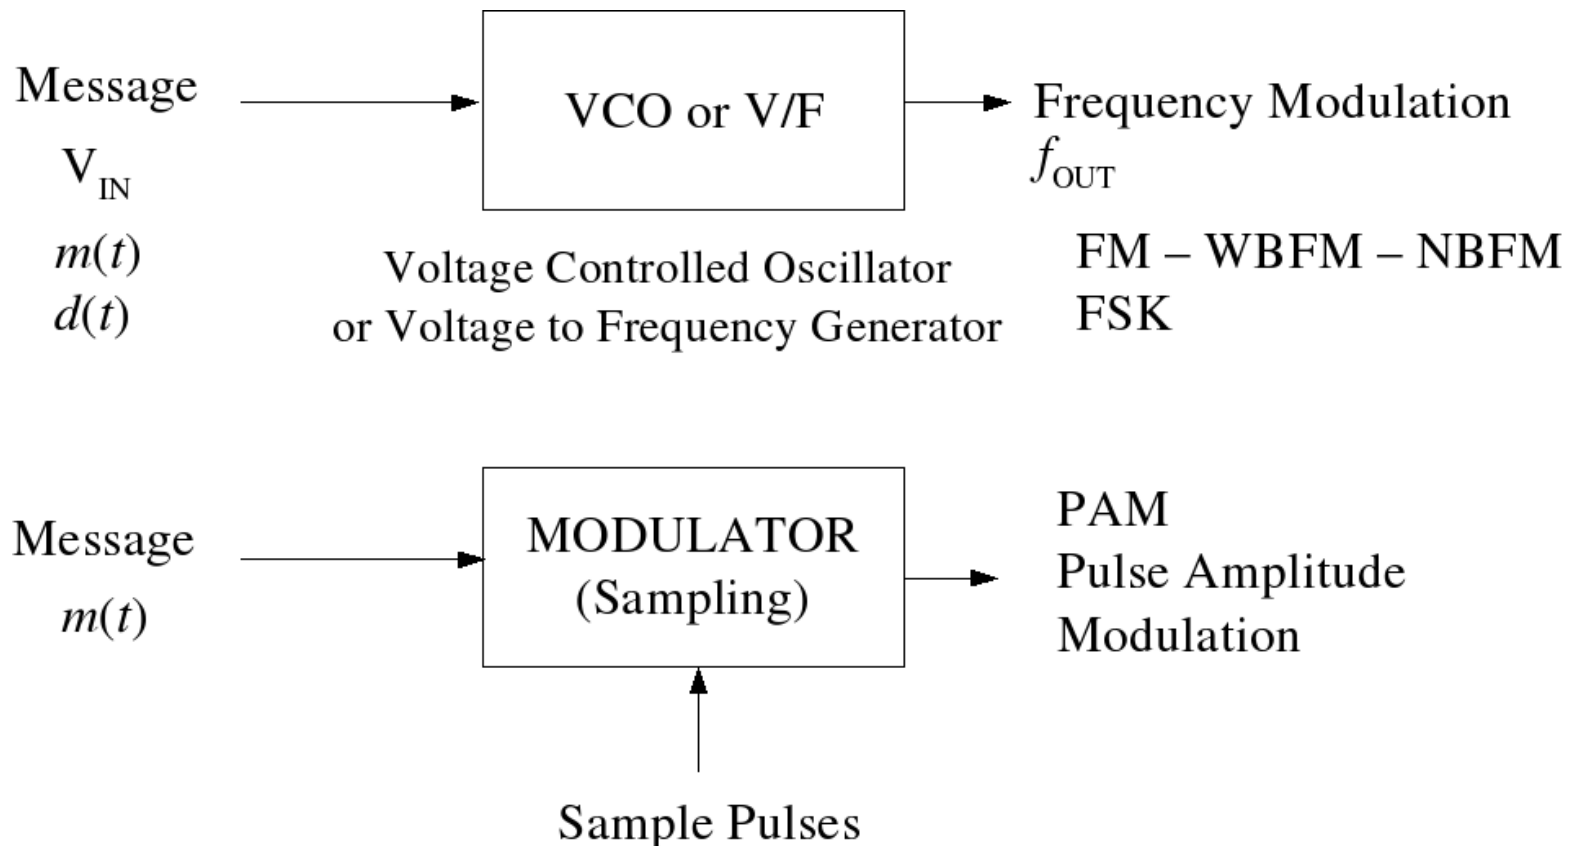 Message
V_IN
m(t)
d(t)
VCO or V/F
Voltage Controlled Oscillator
or Voltage to Frequency Generator
Frequency Modulation
f_OUT
FM – WBFM – NBFM
FSK
Message
m(t)
MODULATOR
(Sampling)
Sample Pulses
PAM
Pulse Amplitude
Modulation